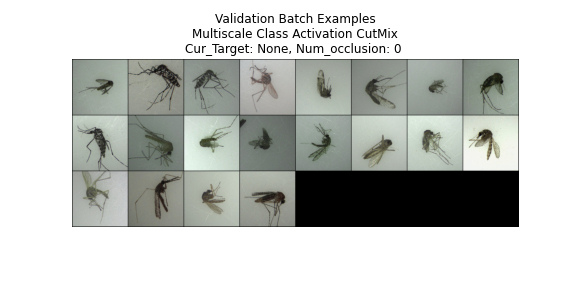 Validation Batch Examples
Multiscale Class Activation CutMix
Cur_Target: None, Num_occlusion: 0